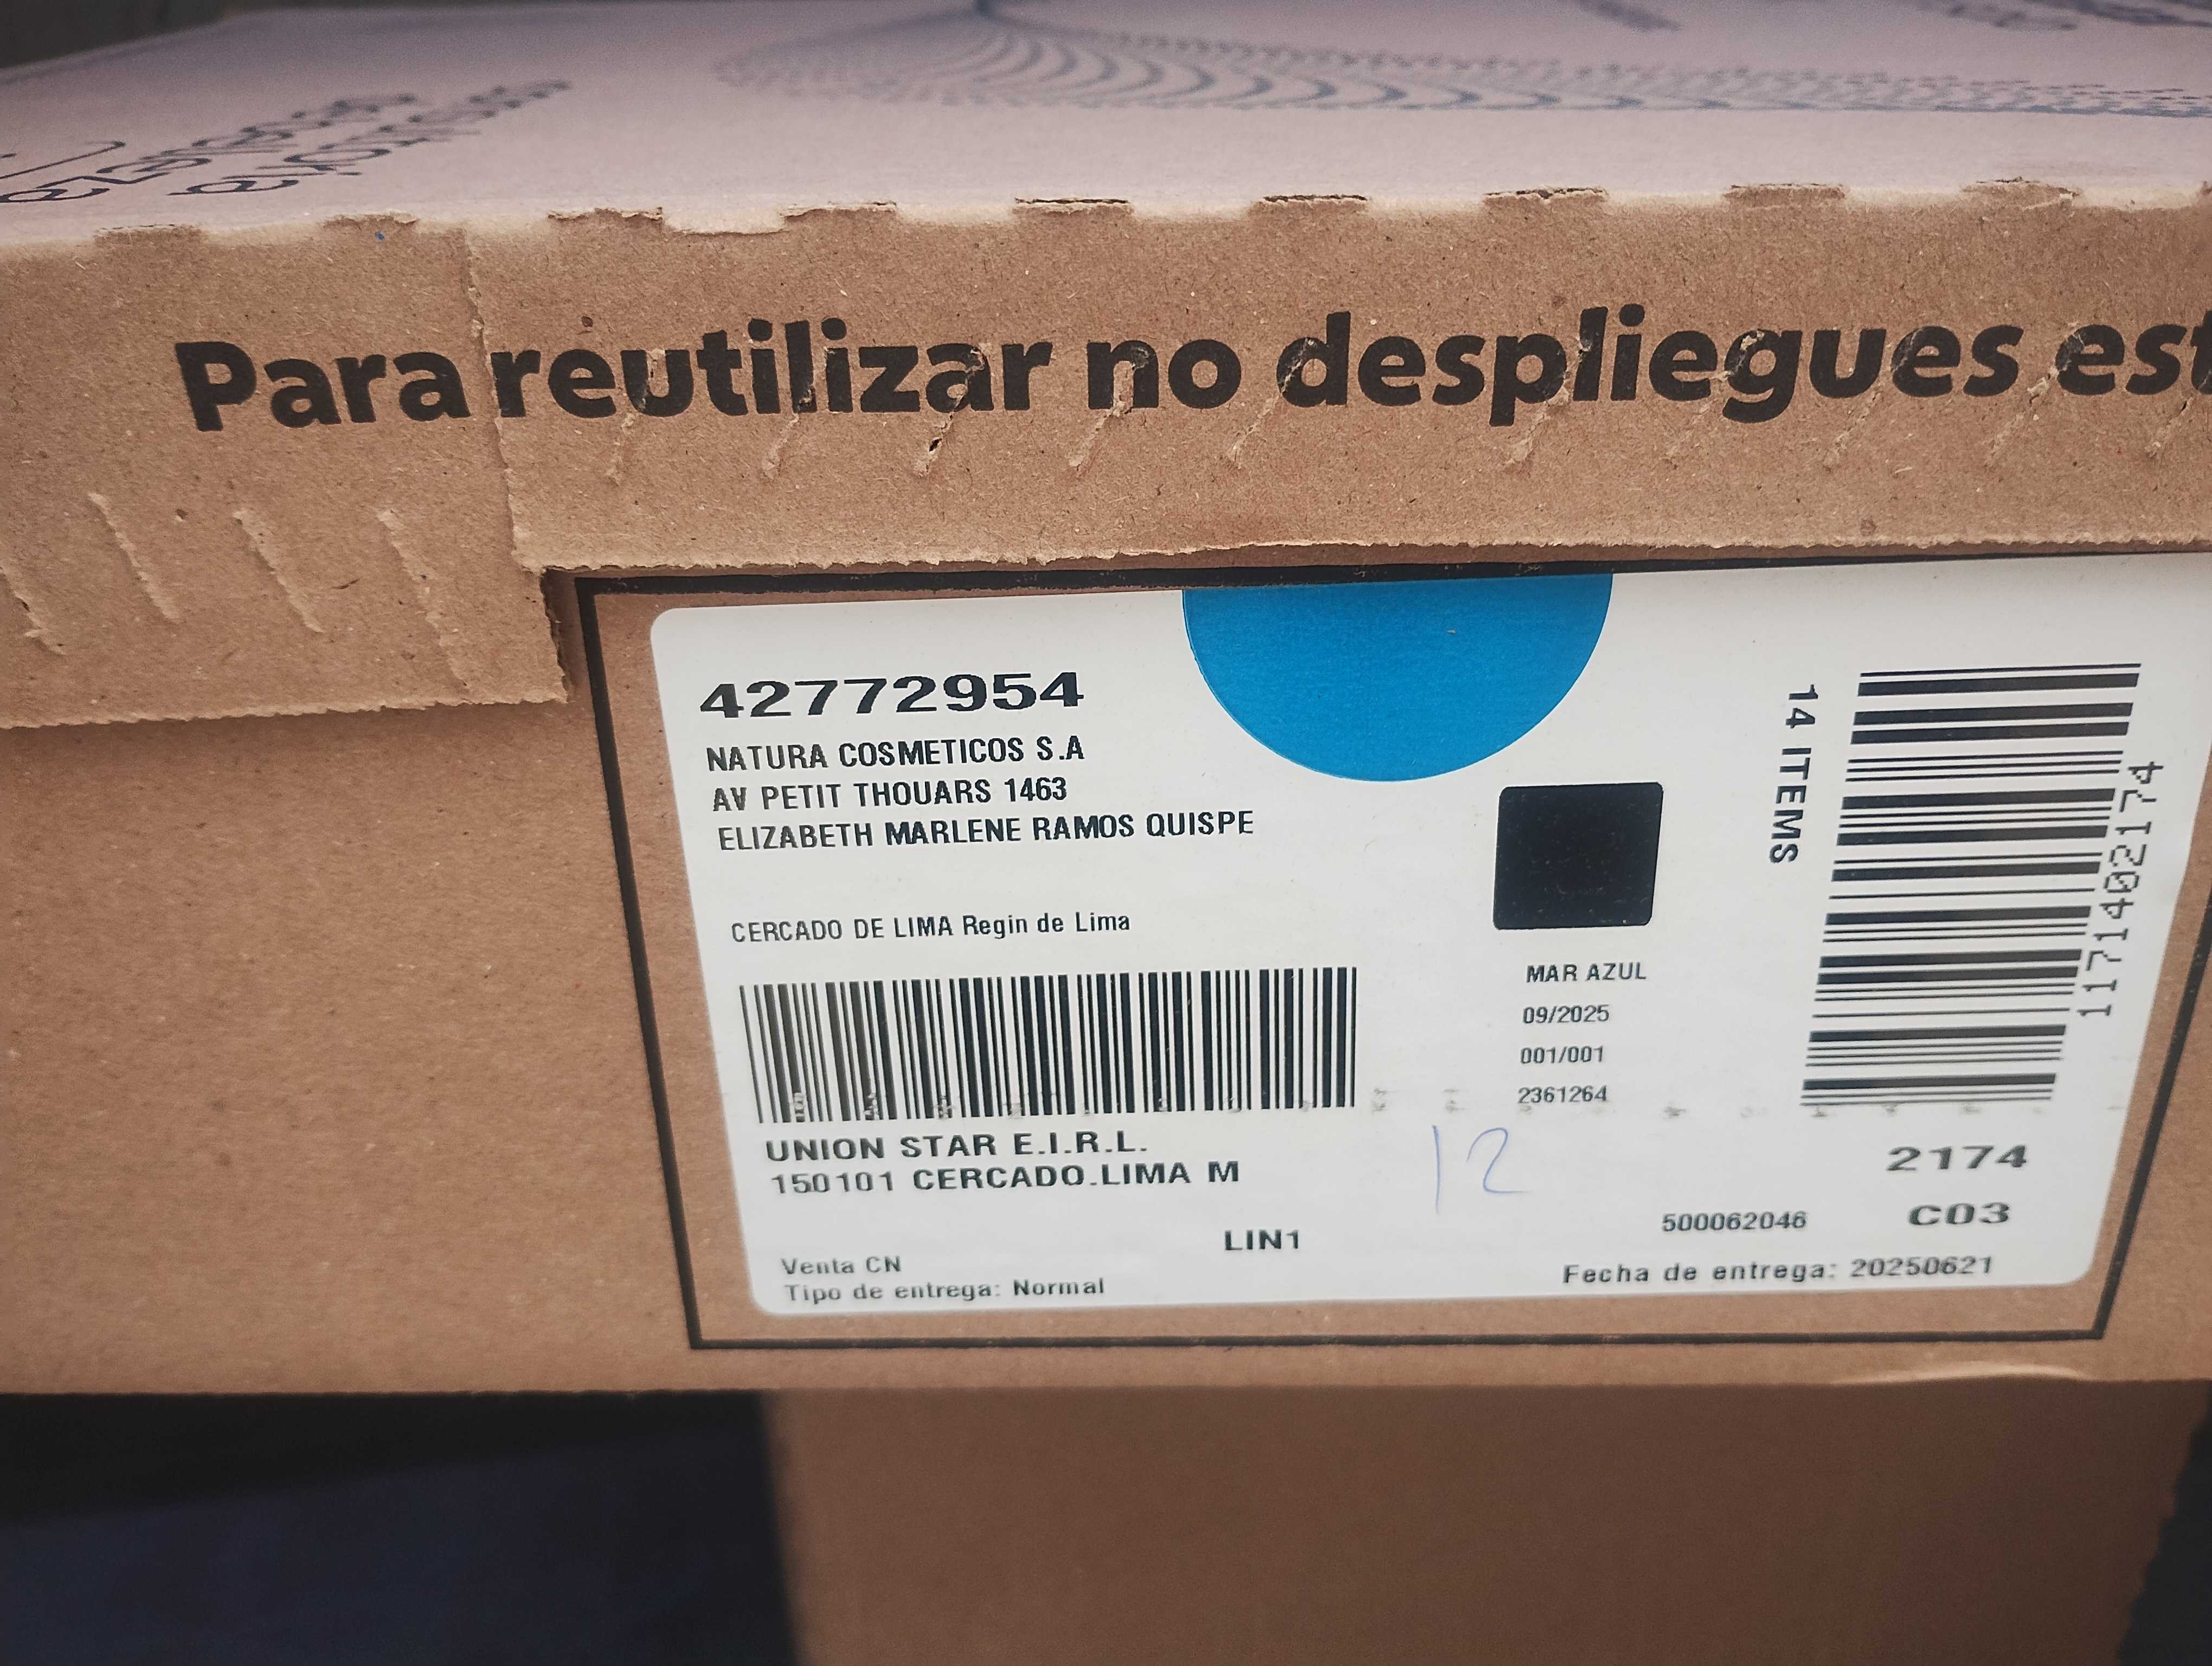 Para reutilizar no despliegues est
42772954
NATURA COSMETICOS S.A
AV PETIT THOUARS 1463
ELIZABETH MARLENE RAMOS QUISPE
CERCADO DE LIMA Regin de Lima
14 ITEMS
1171402174
MAR AZUL
09/2025
001/001
2361264
UNION STAR E.I.R.L.
150101 CERCADO.LIMA M
12
2174
500062046
C03
LIN1
Venta CN
Tipo de entrega: Normal
Fecha de entrega: 20250621